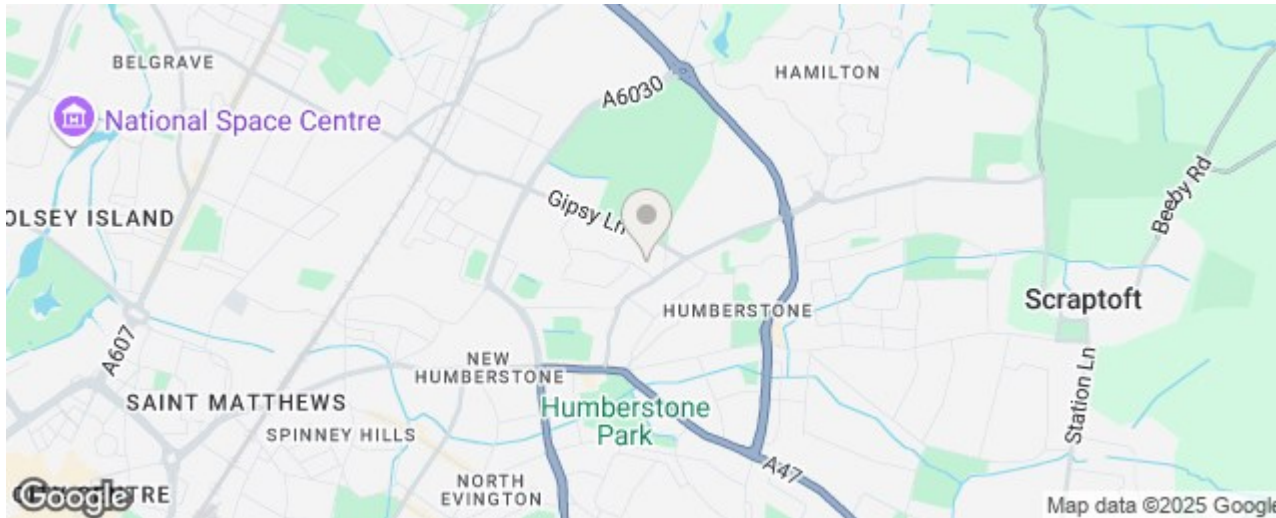 BELGRAVE
HAMILTON
A6030
National Space Centre
Beeby Rd
Gipsy Ln
OLSEY ISLAND
Scraptoft
HUMBERSTONE
A607
NEW
HUMBERSTONE
Station Ln
SAINT MATTHEWS
Humberstone
Park
SPINNEY HILLS
A47
NORTH
EVINGTON
CENTRE
Google
Map data ©2025 Google